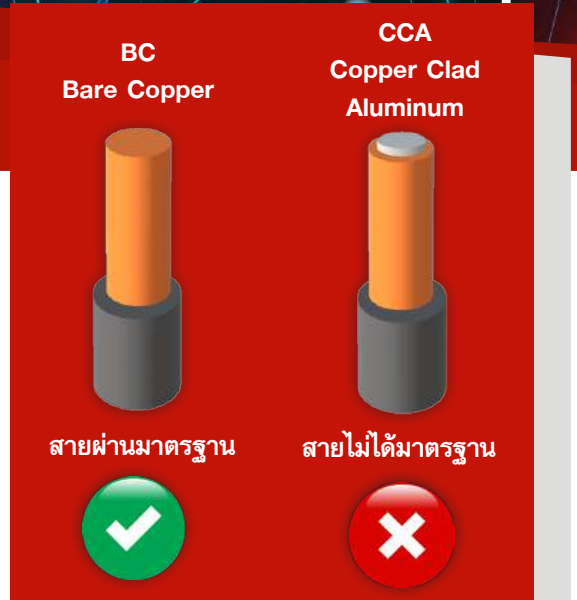 BC
Bare Copper
CCA
Copper Clad
Aluminum
สายผ่านมาตรฐาน
สายไม่ได้มาตรฐาน